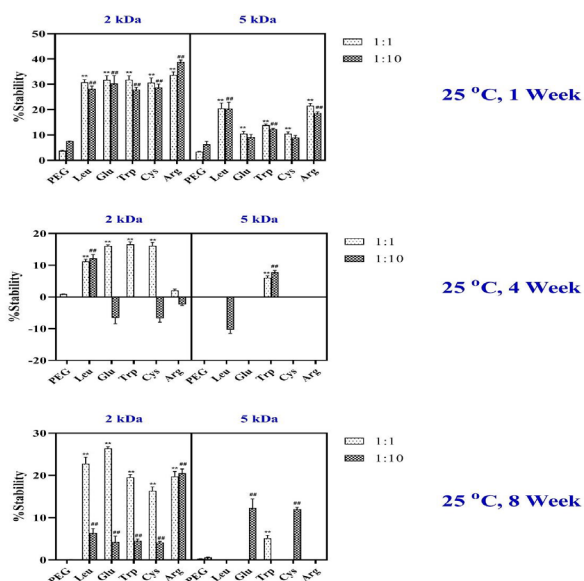 2 kDa 5 kDa
%Stability
50
40
30
20
10
0
** ## ** ## ** ## ** ## ** ##
** ## ** ** ## ** ** ##
PEG Leu Glu Trp Cys Arg PEG Leu Glu Trp Cys Arg
1:1
1:10
25 °C, 1 Week
2 kDa 5 kDa
%Stability
20
10
0
-10
-20
** ## ** ** **
** ##
PEG Leu Glu Trp Cys Arg PEG Leu Glu Trp Cys Arg
1:1
1:10
25 °C, 4 Week
2 kDa 5 kDa
%Stability
30
20
10
0
** ## ** ## ** ## ** ## ** ##
## ** ##
PEG Leu Glu Trp Cys Arg PEG Leu Glu Trp Cys Arg
1:1
1:10
25 °C, 8 Week